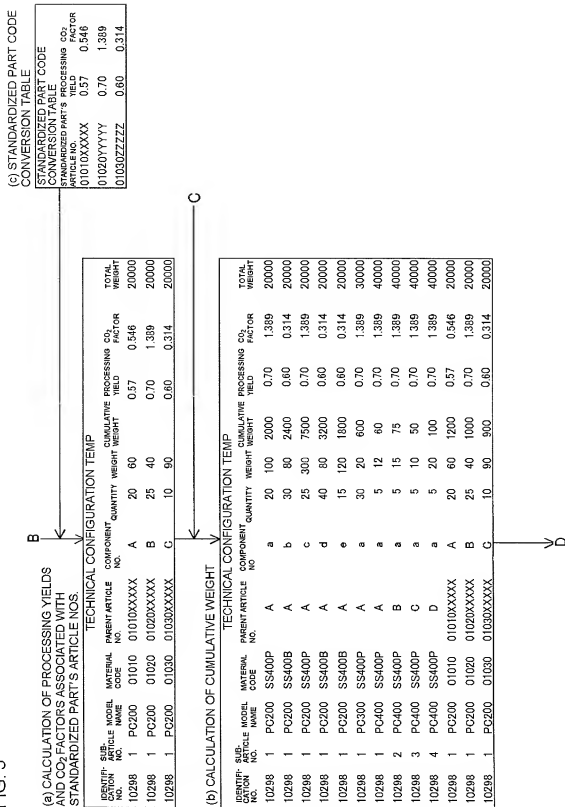 FIG.
(a) CALCULATION OF PROCESSING YIELDS
AND CO2 FACTORS ASSOCIATED WITH
STANDARDIZED PART'S ARTICLE NOS.
B
(c) STANDARDIZED PART CODE
CONVERSION TABLE
STANDARDIZED PART CODE
CONVERSION TABLE
STANDARDIZED PART'S ARTICLE NO. PROCESSING YIELD CO2 FACTOR
01010XXXXX 0.57 0.546
01020YYYYY 0.70 1.389
01030ZZZZZ 0.60 0.314
TECHNICAL CONFIGURATION TEMP
IDENTIFI-CATION NO. SUB-ARTICLE NO. MODEL NAME MATERIAL CODE PARENT ARTICLE NO. COMPONENT NO. QUANTITY WEIGHT CUMULATIVE WEIGHT PROCESSING YIELD CO2 FACTOR TOTAL WEIGHT
10298 1 PC200 01010 01010XXXXX A 20 60 0.57 0.546 20000
10298 1 PC200 01020 01020XXXXX B 25 40 0.70 1.389 20000
10298 1 PC200 01030 01030XXXXX C 10 90 0.60 0.314 20000
C
(b) CALCULATION OF CUMULATIVE WEIGHT
TECHNICAL CONFIGURATION TEMP
IDENTIFI-CATION NO. SUB-ARTICLE NO. MODEL NAME MATERIAL CODE PARENT ARTICLE NO. COMPONENT NO QUANTITY WEIGHT CUMULATIVE WEIGHT PROCESSING YIELD CO2 FACTOR TOTAL WEIGHT
10298 1 PC200 SS400P A a 20 100 2000 0.70 1.389 20000
10298 1 PC200 SS400B A b 30 80 2400 0.60 0.314 20000
10298 1 PC200 SS400P A c 25 300 7500 0.70 1.389 20000
10298 1 PC200 SS400B A d 40 80 3200 0.60 0.314 20000
10298 1 PC200 SS400B A e 15 120 1800 0.60 0.314 20000
10298 1 PC300 SS400P A a 30 20 600 0.70 1.389 30000
10298 1 PC400 SS400P A a 5 12 60 0.70 1.389 40000
10298 2 PC400 SS400P B a 5 15 75 0.70 1.389 40000
10298 3 PC400 SS400P C a 5 10 50 0.70 1.389 40000
10298 4 PC400 SS400P D a 5 20 100 0.70 1.389 40000
10298 1 PC200 01010 01010XXXXX A 20 60 1200 0.57 0.546 20000
10298 1 PC200 01020 01020XXXXX B 25 40 1000 0.70 1.389 20000
10298 1 PC200 01030 01030XXXXX C 10 90 900 0.60 0.314 20000
D